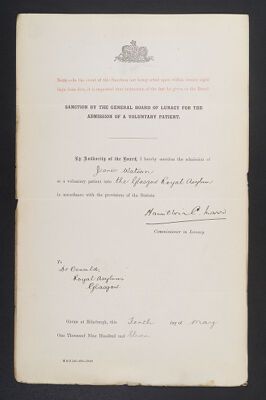 NOTE.—In the event of this Sanction not being acted upon within twenty-eight
days from date, it is requested that intimation of the fact be given to the Board.
SANCTION BY THE GENERAL BOARD OF LUNACY FOR THE
ADMISSION OF A VOLUNTARY PATIENT.
By Authority of the Board, I hereby sanction the admission of
Watson
as a voluntary patient into the Glasgow Royal Asylum
in accordance with the provisions of the Statute
Commissioner in Lunacy.
To
Dr Oswald,
Royal Asylum
Glasgow
Given at Edinburgh, this Tenth day of May
One Thousand Nine Hundred and